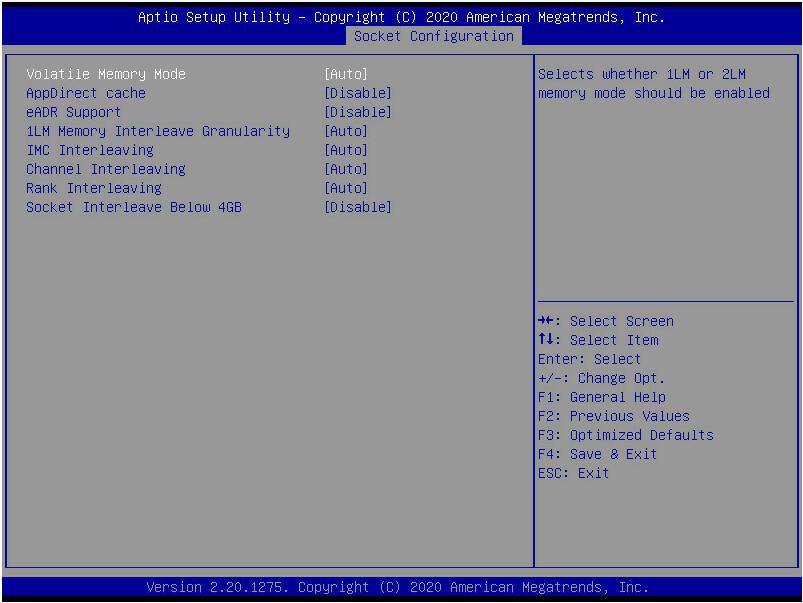 Aptio Setup Utility – Copyright (C) 2020 American Megatrends, Inc.
Socket Configuration
Volatile Memory Mode [Auto]
AppDirect cache [Disable]
eADR Support [Disable]
1LM Memory Interleave Granularity [Auto]
IMC Interleaving [Auto]
Channel Interleaving [Auto]
Rank Interleaving [Auto]
Socket Interleave Below 4GB [Disable]
Selects whether 1LM or 2LM
memory mode should be enabled
→←: Select Screen
↑↓: Select Item
Enter: Select
+/-: Change Opt.
F1: General Help
F2: Previous Values
F3: Optimized Defaults
F4: Save & Exit
ESC: Exit
Version 2.20.1275. Copyright (C) 2020 American Megatrends, Inc.